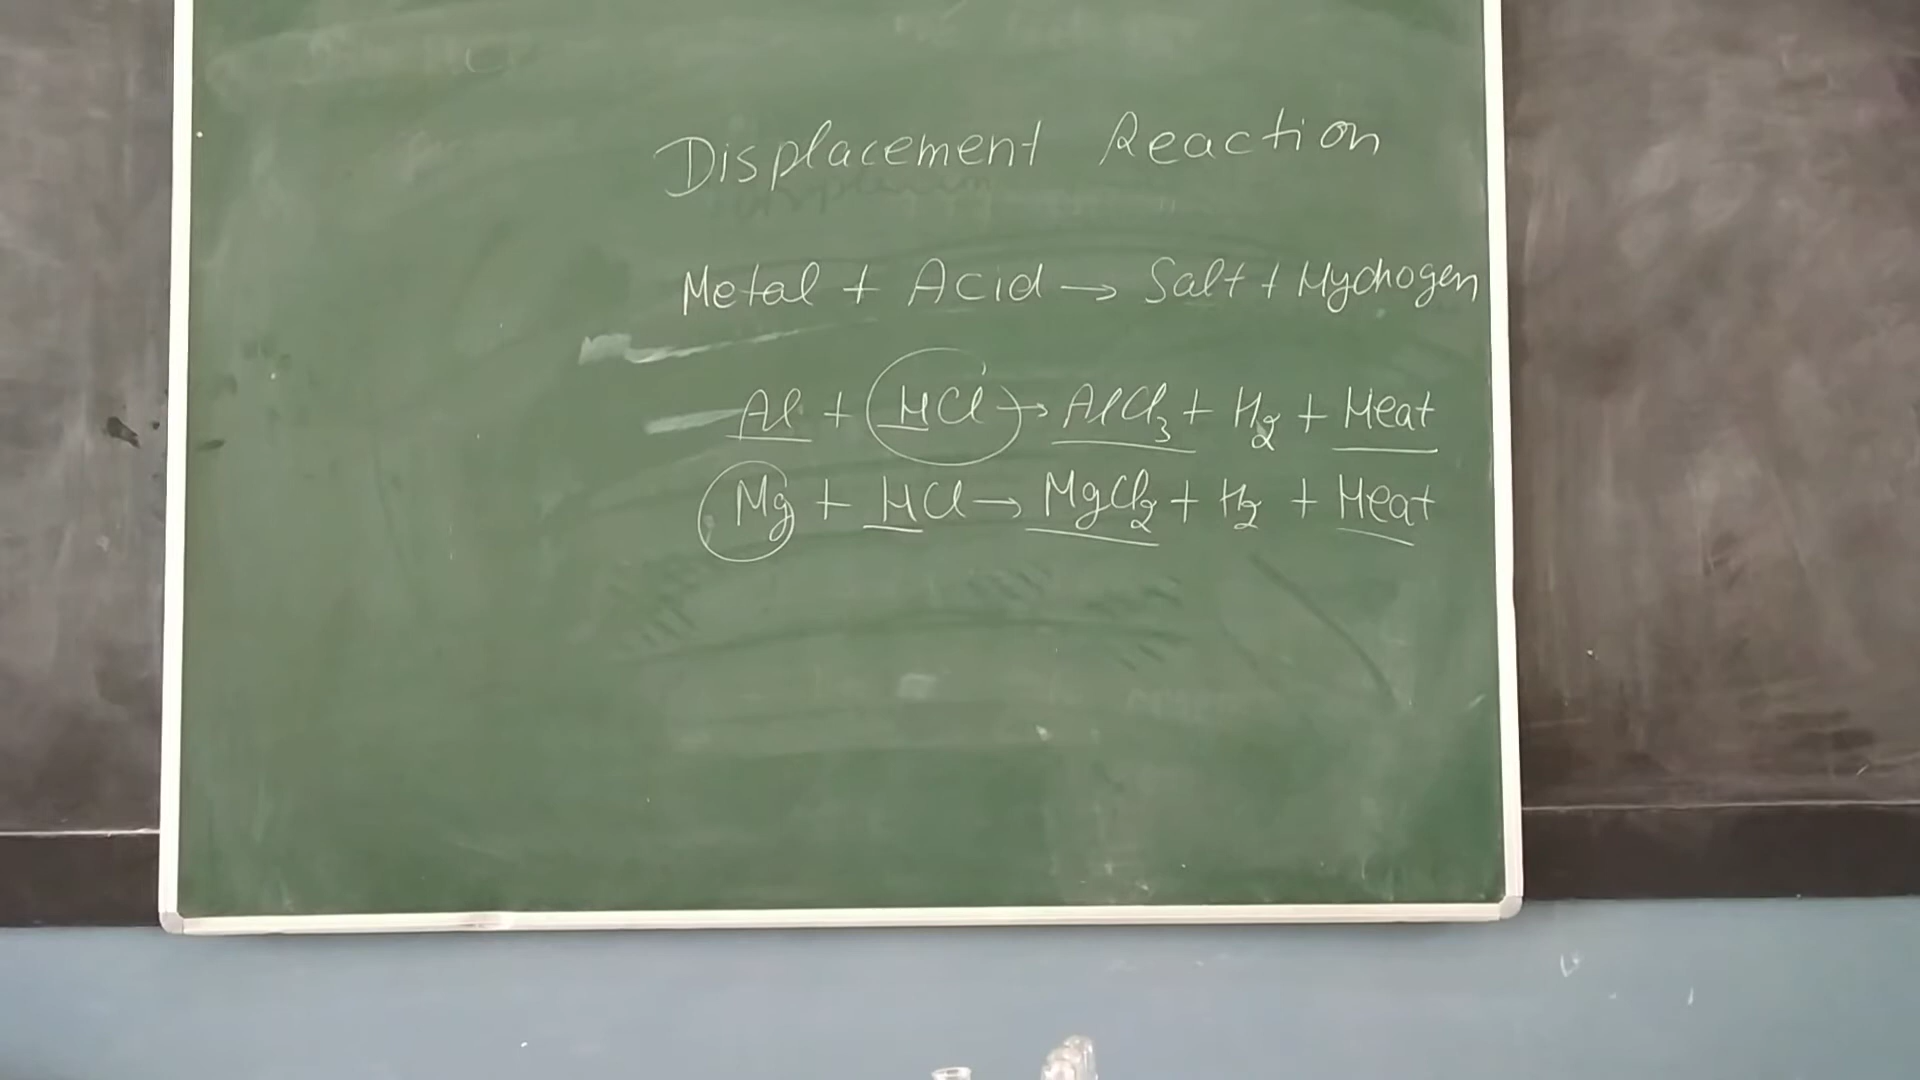 Displacement Reaction
Metal + Acid → Salt + Hydrogen
Al + HCl → AlCl₃ + H₂ + Heat
Mg + HCl → MgCl₂ + H₂ + Heat